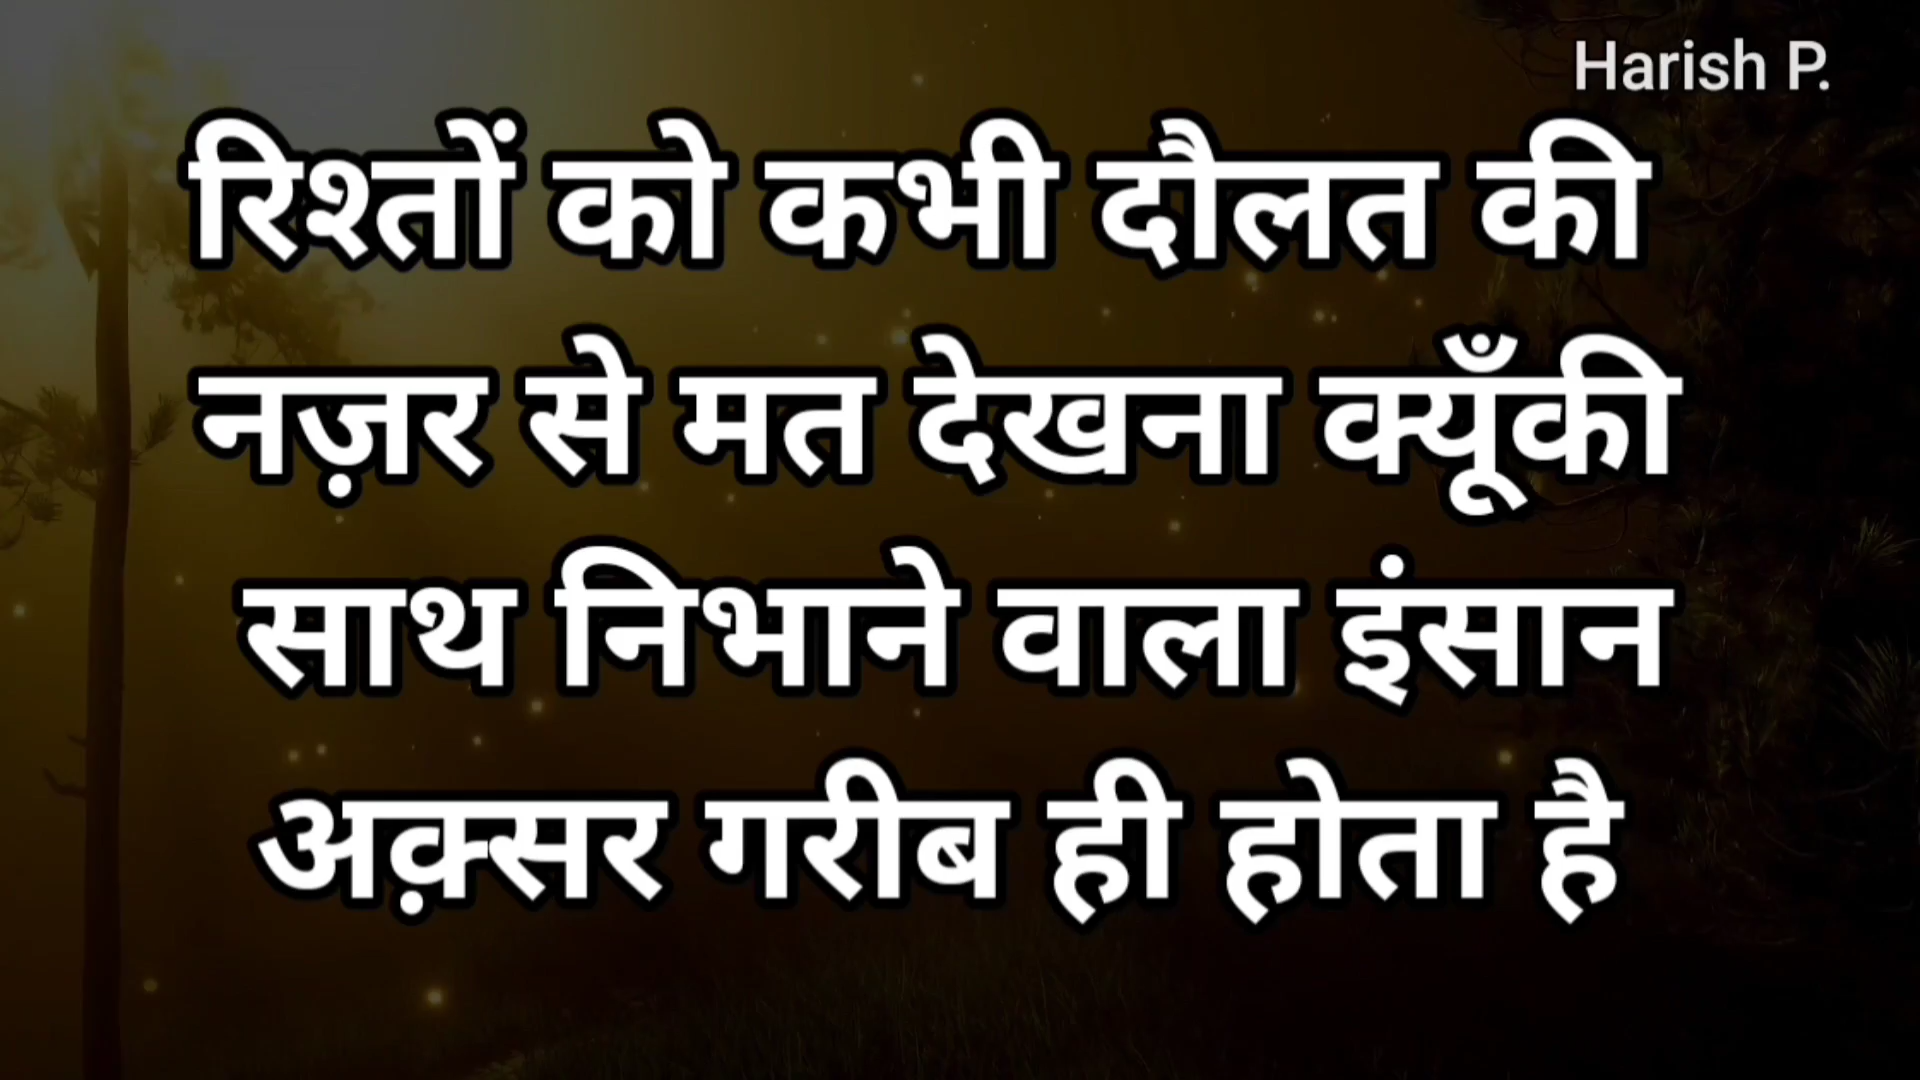 Harish P.
रिश्तों को कभी दौलत की
नज़र से मत देखना क्यूँकी
साथ निभाने वाला इंसान
अक़्सर गरीब ही होता है